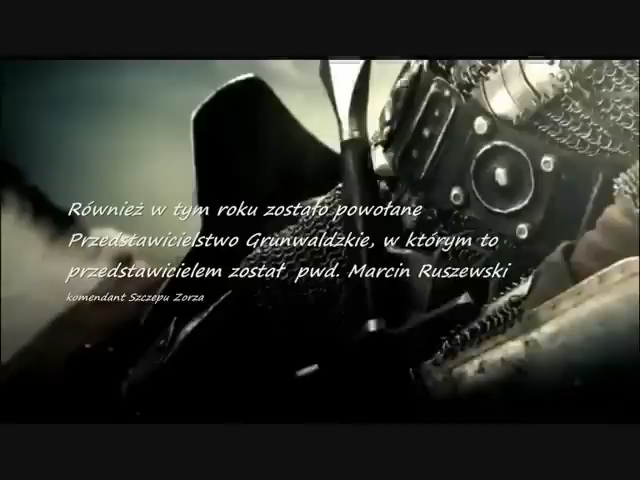 Również w tym roku zostało powołane
Przedstawicielstwo Grunwaldzkie, w którym to
przedstawicielem został pwd. Marcin Ruszewski
komendant Szczepu Zorza